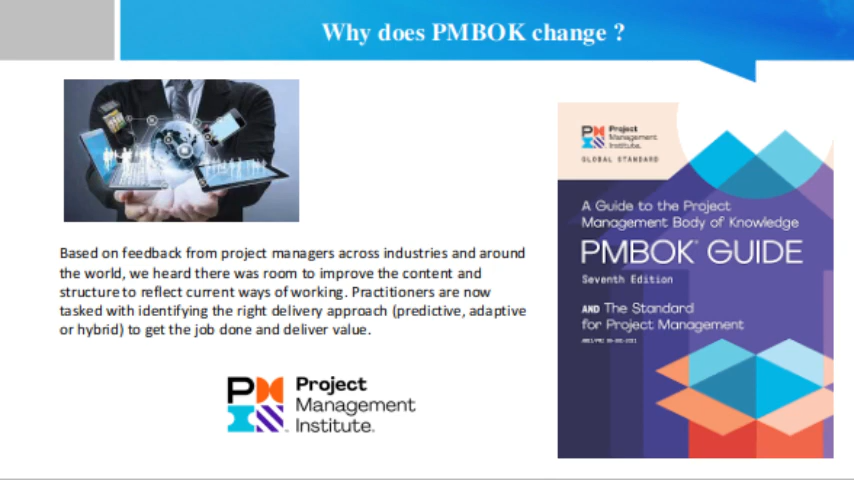 Why does PMBOK change ?
Based on feedback from project managers across industries and around
the world, we heard there was room to improve the content and
structure to reflect current ways of working. Practitioners are now
tasked with identifying the right delivery approach (predictive, adaptive
or hybrid) to get the job done and deliver value.
Project
Management
Institute.
Project
Management
Institute.
GLOBAL STANDARD
A Guide to the Project
Management Body of Knowledge
PMBOK® GUIDE
Seventh Edition
AND The Standard
for Project Management